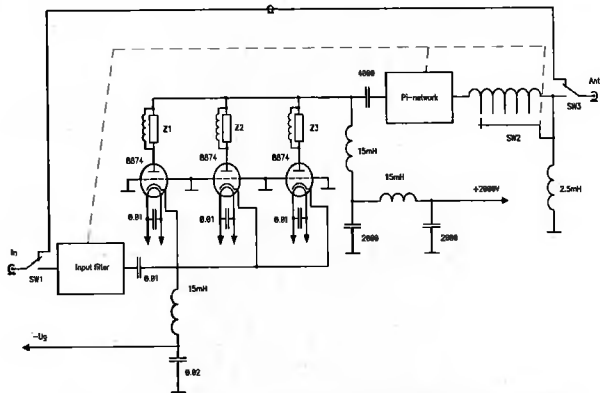 4000
Pi-network
Ant
SW3
SW2
Z1
Z2
Z3
8874
8874
8874
15mH
15mH
+2000V
2.5mH
0.01
0.01
0.01
2000
2000
In
SW1
Input filter
0.01
15mH
-Ug
0.02